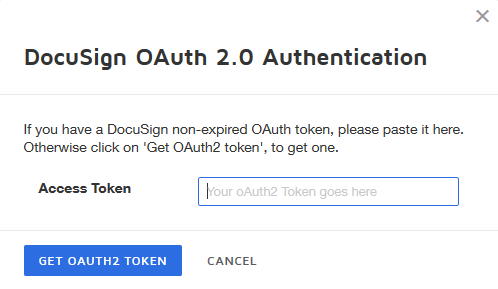 DocuSign OAuth 2.0 Authentication
If you have a DocuSign non-expired OAuth token, please paste it here.
Otherwise click on 'Get OAuth2 token', to get one.
Access Token
Your oAuth2 Token goes here
GET OAUTH2 TOKEN
CANCEL